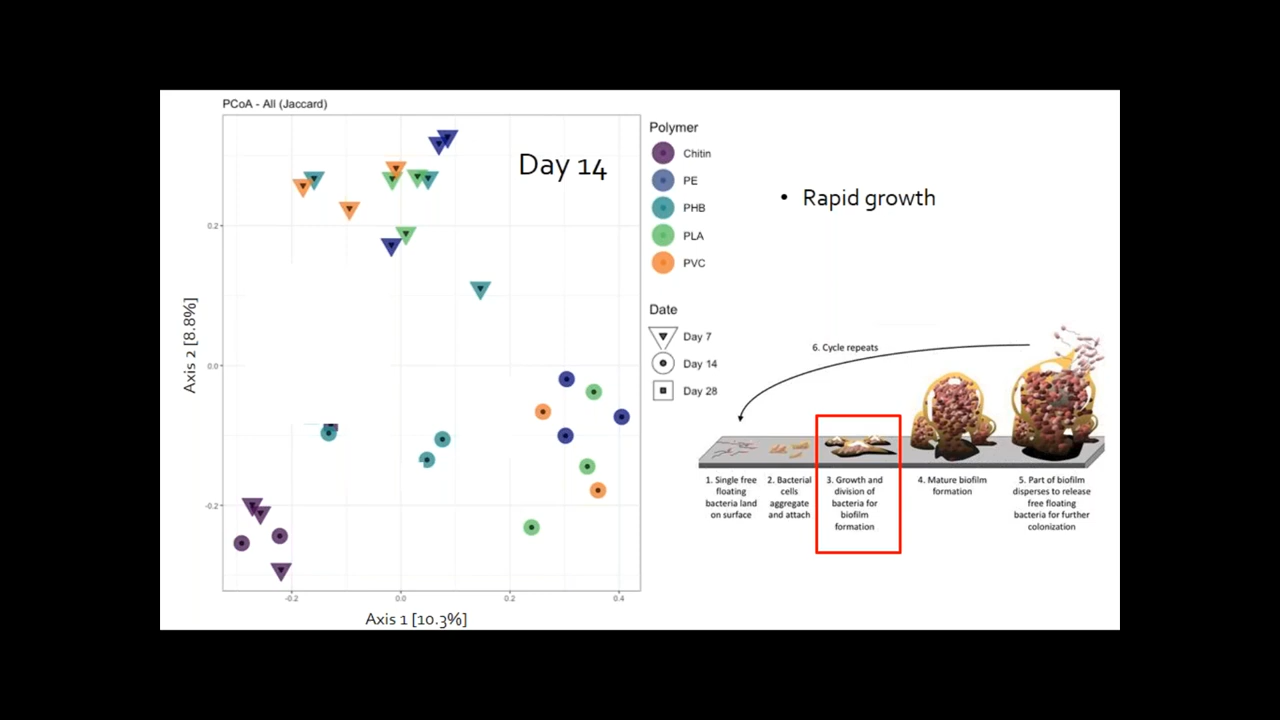 PCoA - All (Jaccard)
Day 14
Axis 2 [8.8%]
0.2
0.0
-0.2
-0.2
0.0
0.2
0.4
Axis 1 [10.3%]
Polymer
Chitin
PE
PHB
PLA
PVC
Date
Day 7
Day 14
Day 28
• Rapid growth
6. Cycle repeats
1. Single free
floating
bacteria land
on surface
2. Bacterial
cells
aggregate
and attach
3. Growth and
division of
bacteria for
biofilm
formation
4. Mature biofilm
formation
5. Part of biofilm
disperses to release
free floating
bacteria for further
colonization